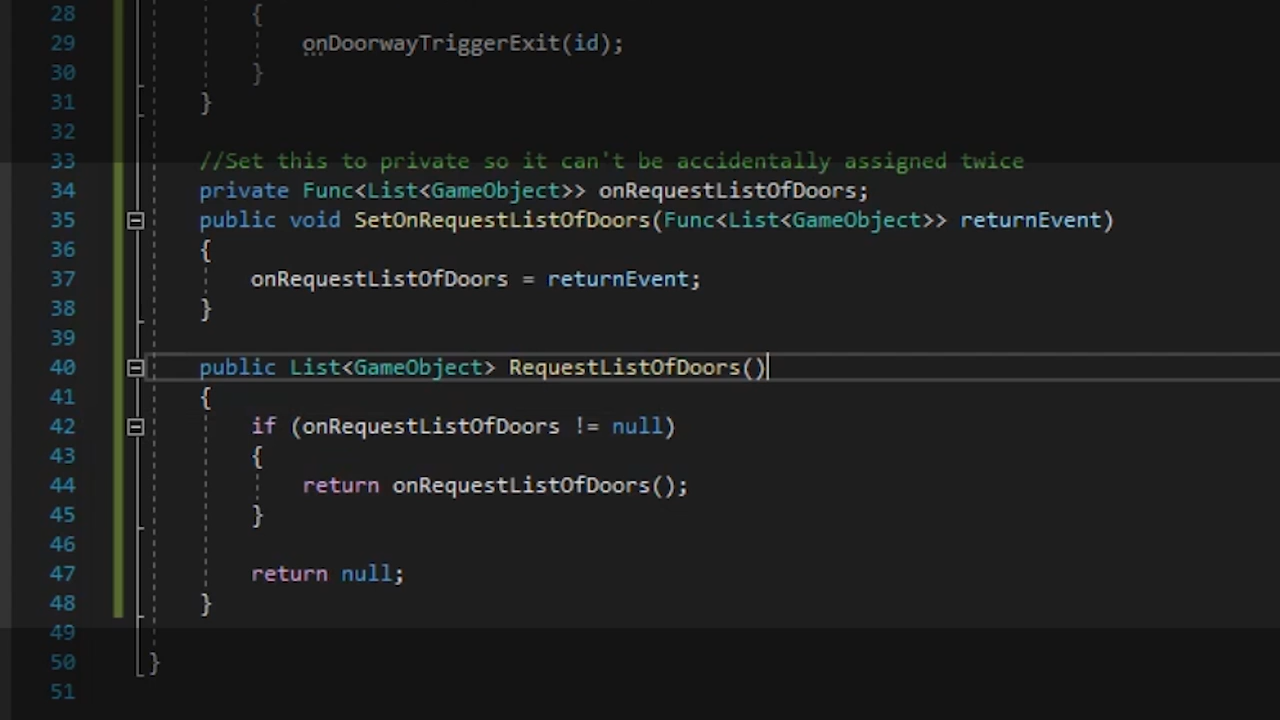 28 {
29 onDoorwayTriggerExit(id);
30 }
31 }
32
33 //Set this to private so it can't be accidentally assigned twice
34 private Func<List<GameObject>> onRequestListOfDoors;
35 public void SetOnRequestListOfDoors(Func<List<GameObject>> returnEvent)
36 {
37 onRequestListOfDoors = returnEvent;
38 }
39
40 public List<GameObject> RequestListOfDoors()
41 {
42 if (onRequestListOfDoors != null)
43 {
44 return onRequestListOfDoors();
45 }
46
47 return null;
48 }
49
50 }
51